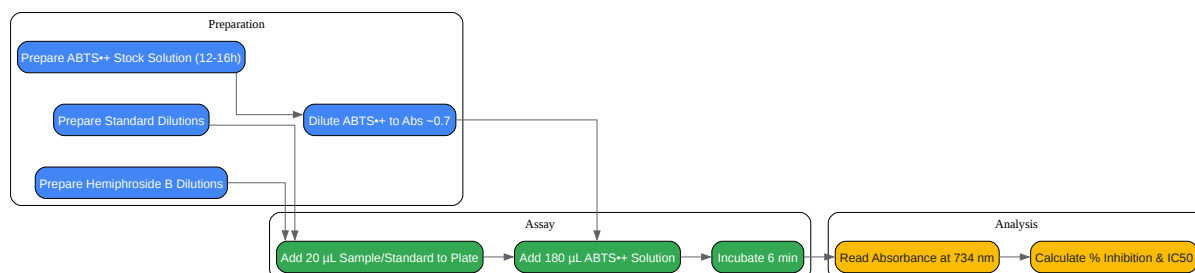 Preparation
Prepare ABTS•+ Stock Solution (12-16h)
Prepare Standard Dilutions
Dilute ABTS•+ to Abs ~0.7
Prepare Hemiphroside B Dilutions
Assay
Add 20 µL Sample/Standard to Plate
Add 180 µL ABTS•+ Solution
Incubate 6 min
Analysis
Read Absorbance at 734 nm
Calculate % Inhibition & IC50